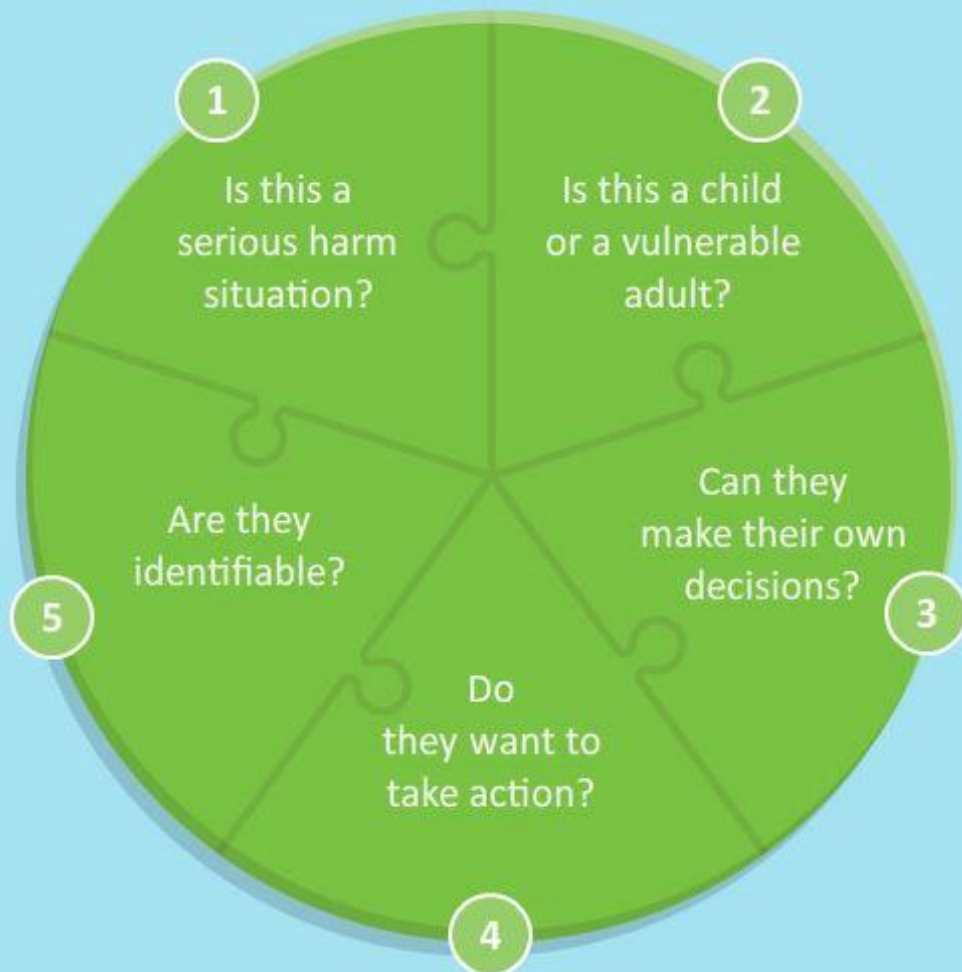 1
Is this a
serious harm
situation?
2
Is this a child
or a vulnerable
adult?
3
Can they
make their own
decisions?
4
Do
they want to
take action?
5
Are they
identifiable?